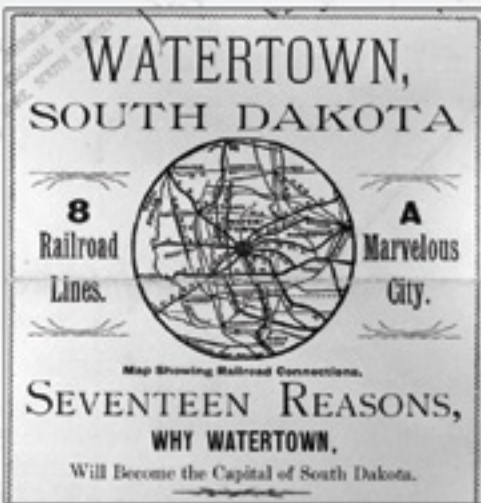 WATERTOWN,
SOUTH DAKOTA
8
Railroad
Lines.
A
Marvelous
City.
Map Showing Railroad Connections.
SEVENTEEN REASONS,
WHY WATERTOWN,
Will Become the Capital of South Dakota.